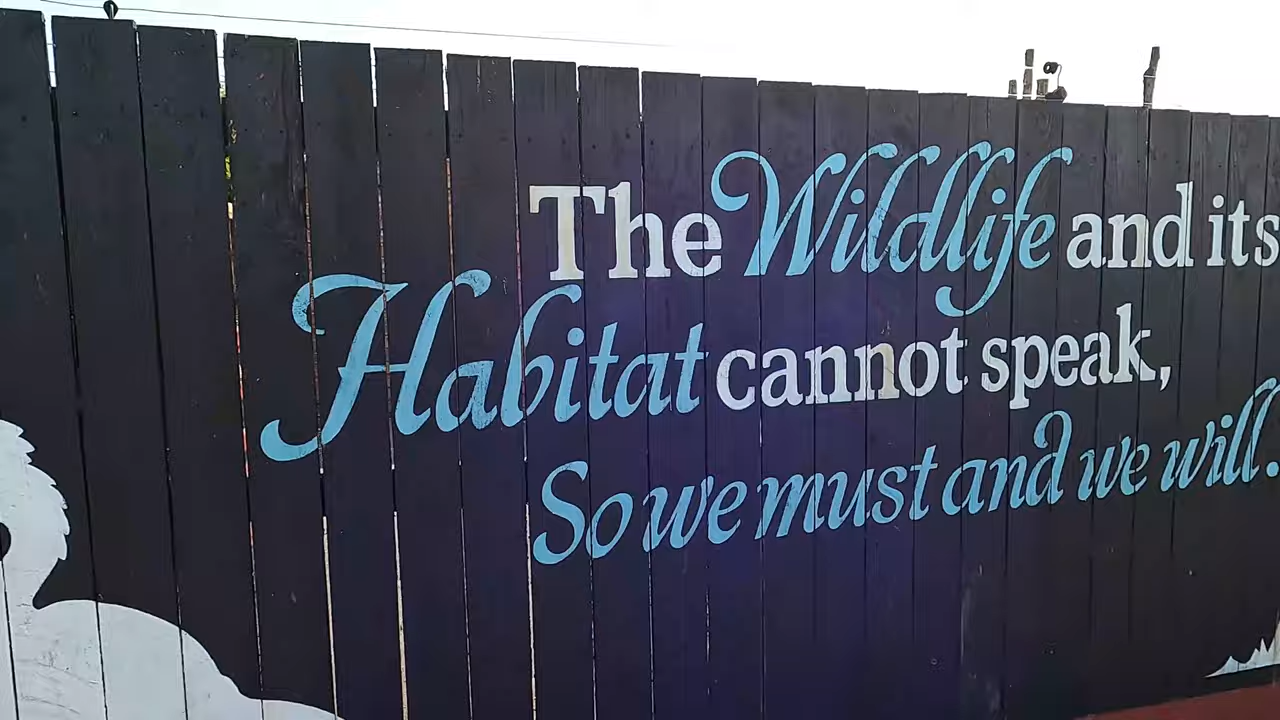 The Wildlife and its
Habitat cannot speak,
So we must and we will.